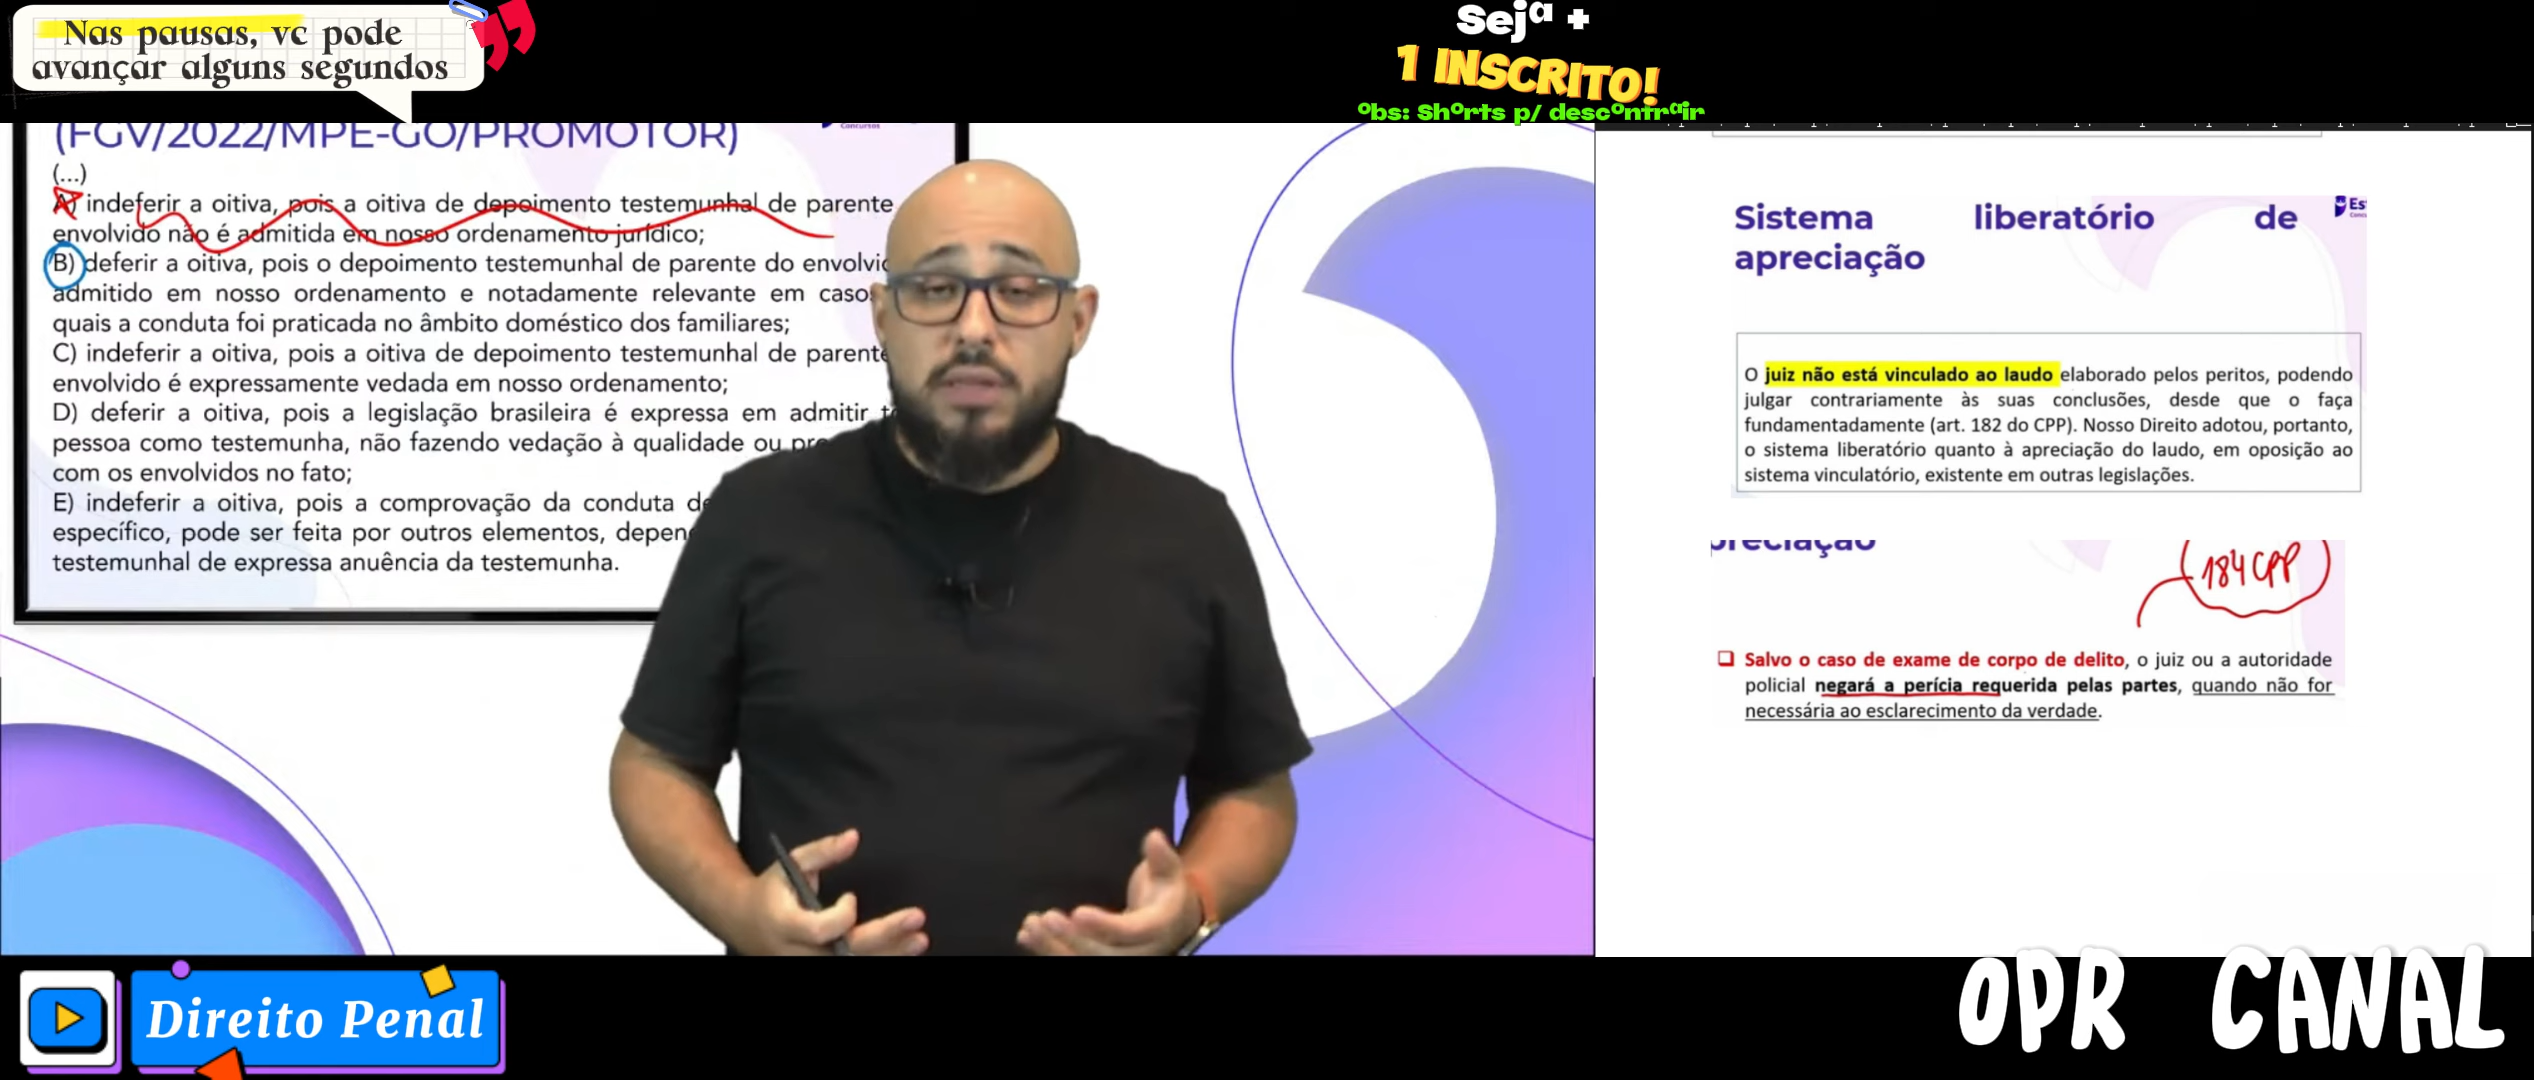 Nas pausas, vc pode
avançar alguns segundos
Seja +
1 INSCRITO!
obs: Shorts p/ descontrair
(FGV/2022/MPE-GO/PROMOTOR)
Concursos
(...)
A) indeferir a oitiva, pois a oitiva de depoimento testemunhal de parente
envolvido não é admitida em nosso ordenamento jurídico;
B) deferir a oitiva, pois o depoimento testemunhal de parente do envolvi
admitido em nosso ordenamento e notadamente relevante em caso
quais a conduta foi praticada no âmbito doméstico dos familiares;
C) indeferir a oitiva, pois a oitiva de depoimento testemunhal de parente
envolvido é expressamente vedada em nosso ordenamento;
D) deferir a oitiva, pois a legislação brasileira é expressa em admitir
pessoa como testemunha, não fazendo vedação à qualidade ou
com os envolvidos no fato;
E) indeferir a oitiva, pois a comprovação da conduta
específico, pode ser feita por outros elementos,
testemunhal de expressa anuência da testemunha.
Sistema liberatório de
apreciação
O juiz não está vinculado ao laudo elaborado pelos peritos, podendo
julgar contrariamente às suas conclusões, desde que o faça
fundamentadamente (art. 182 do CPP). Nosso Direito adotou, portanto,
o sistema liberatório quanto à apreciação do laudo, em oposição ao
sistema vinculatório, existente em outras legislações.
184 CPP
Salvo o caso de exame de corpo de delito, o juiz ou a autoridade
policial negará a perícia requerida pelas partes, quando não for
necessária ao esclarecimento da verdade.
Direito Penal
OPR CANAL